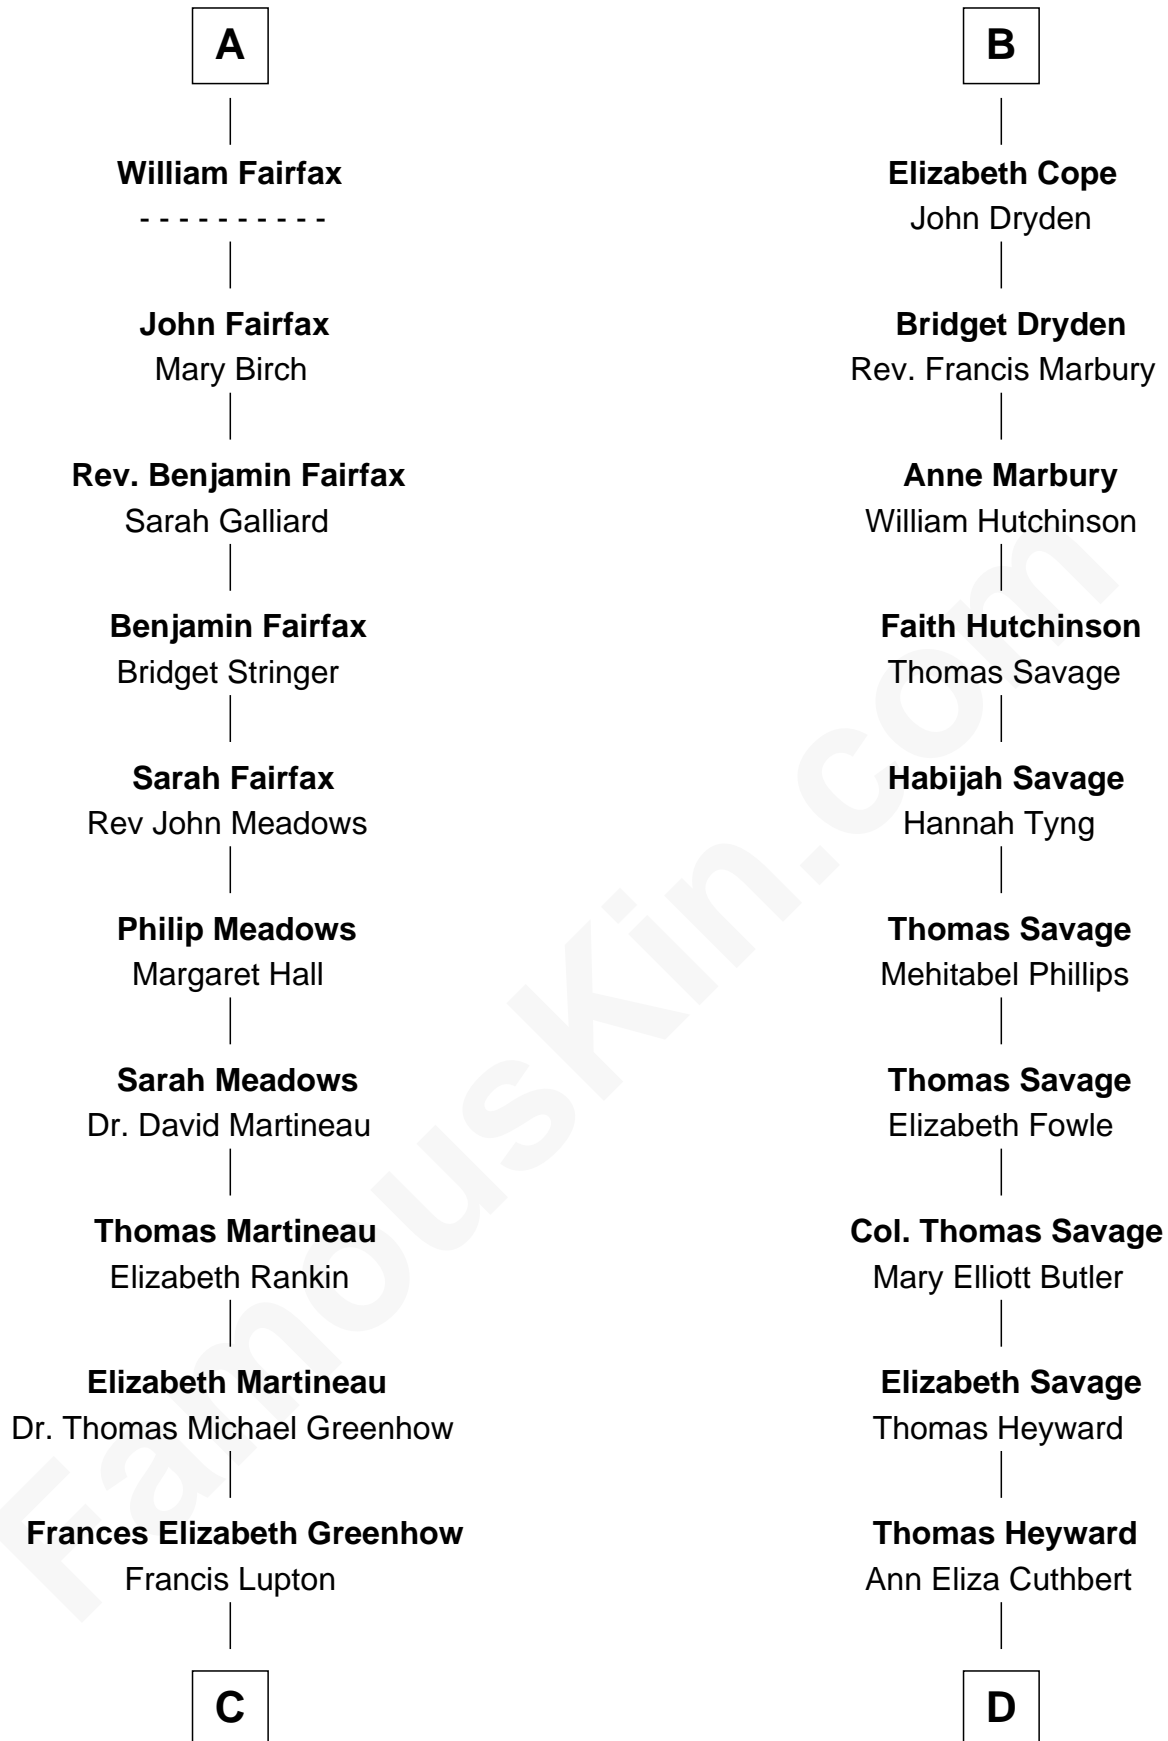 A
William Fairfax
- - - - - - - - - -
John Fairfax
Mary Birch
Rev. Benjamin Fairfax
Sarah Galliard
Benjamin Fairfax
Bridget Stringer
Sarah Fairfax
Rev John Meadows
Philip Meadows
Margaret Hall
Sarah Meadows
Dr. David Martineau
Thomas Martineau
Elizabeth Rankin
Elizabeth Martineau
Dr. Thomas Michael Greenhow
Frances Elizabeth Greenhow
Francis Lupton
C
B
Elizabeth Cope
John Dryden
Bridget Dryden
Rev. Francis Marbury
Anne Marbury
William Hutchinson
Faith Hutchinson
Thomas Savage
Habijah Savage
Hannah Tyng
Thomas Savage
Mehitabel Phillips
Thomas Savage
Elizabeth Fowle
Col. Thomas Savage
Mary Elliott Butler
Elizabeth Savage
Thomas Heyward
Thomas Heyward
Ann Eliza Cuthbert
D
FamousKin.com